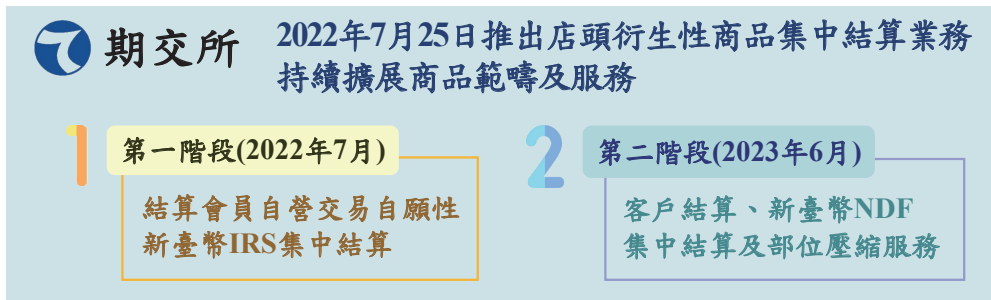 期交所
2022年7月25日推出店頭衍生性商品集中結算業務
持續擴展商品範疇及服務
1
第一階段(2022年7月)
結算會員自營交易自願性
新臺幣IRS集中結算
2
第二階段(2023年6月)
客戶結算、新臺幣NDF
集中結算及部位壓縮服務